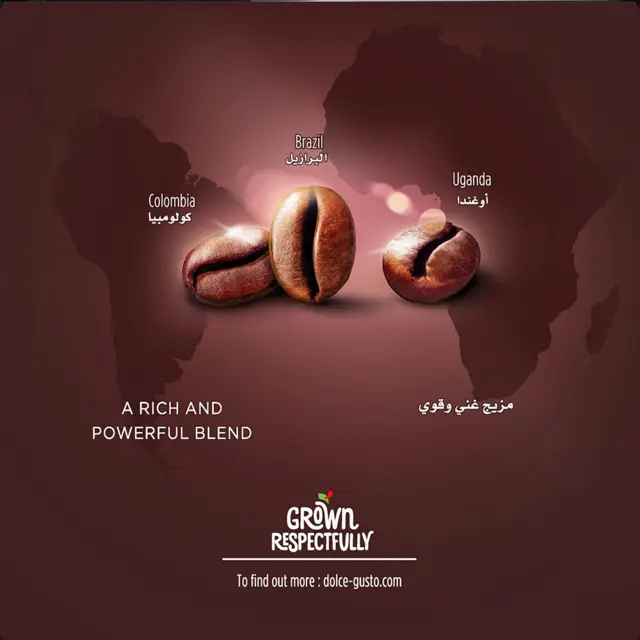 Brazil
البرازيل
Uganda
أوغندا
Colombia
كولومبيا
A RICH AND
POWERFUL BLEND
مزيج غني وقوي
GROWN
RESPECTFULLY
To find out more : dolce-gusto.com